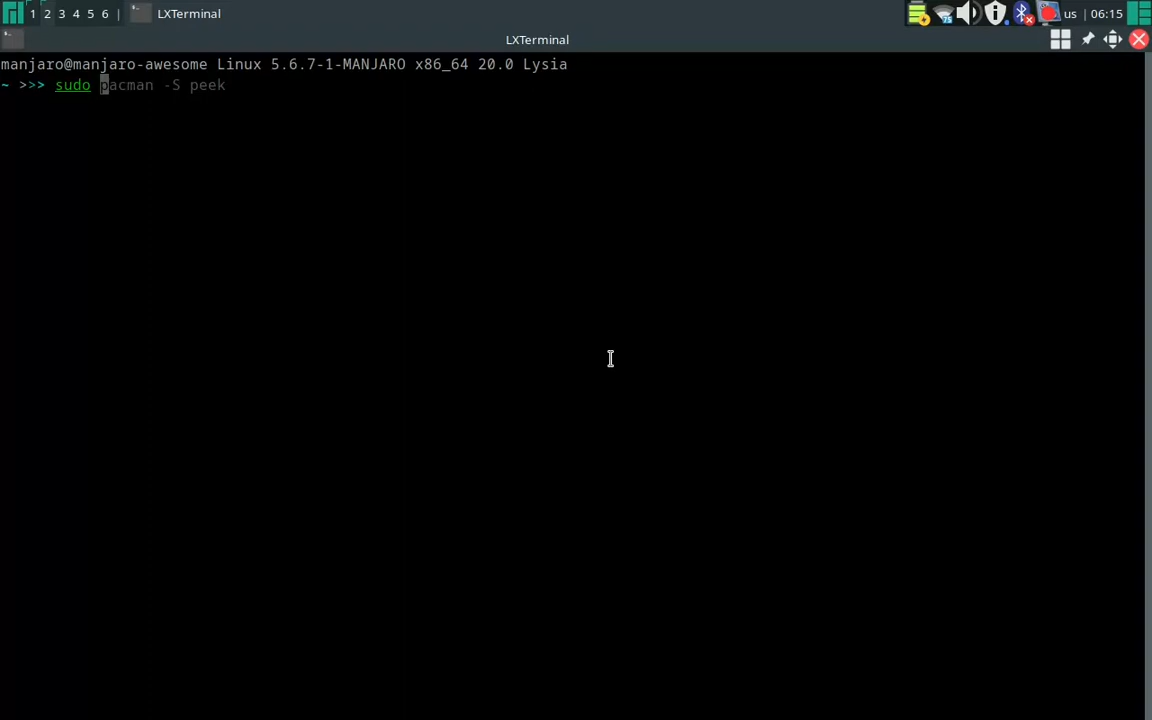 1 2 3 4 5 6 | LXTerminal 75 us | 06:15
LXTerminal
manjaro@manjaro-awesome Linux 5.6.7-1-MANJARO x86_64 20.0 Lysia
~ >>> sudo pacman -S peek